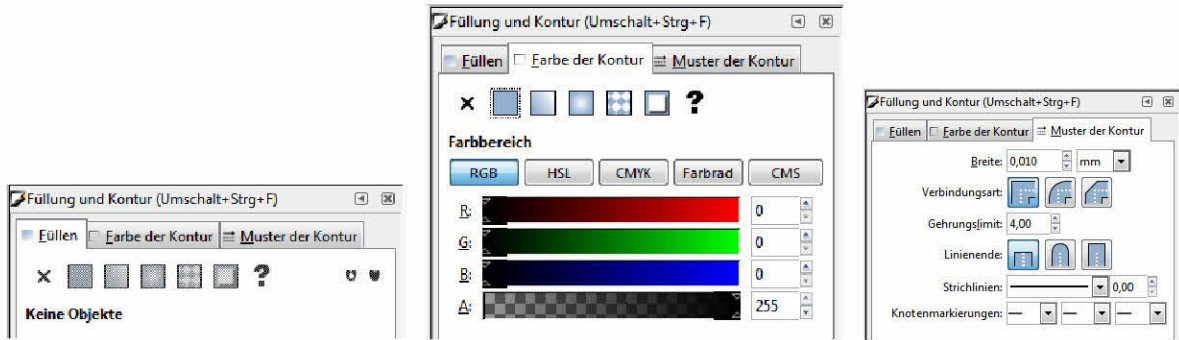 Füllung und Kontur (Umschalt+Strg+F)
Füllen Farbe der Kontur Muster der Kontur
?
Keine Objekte
Füllung und Kontur (Umschalt+Strg+F)
Füllen Farbe der Kontur Muster der Kontur
?
Farbbereich
RGB HSL CMYK Farbrad CMS
R: 0
G: 0
B: 0
A: 255
Füllung und Kontur (Umschalt+Strg+F)
Füllen Farbe der Kontur Muster der Kontur
Breite: 0,010 mm
Verbindungsart:
Gehrungslimit: 4,00
Linienende:
Strichlinien: 0,00
Knotenmarkierungen: